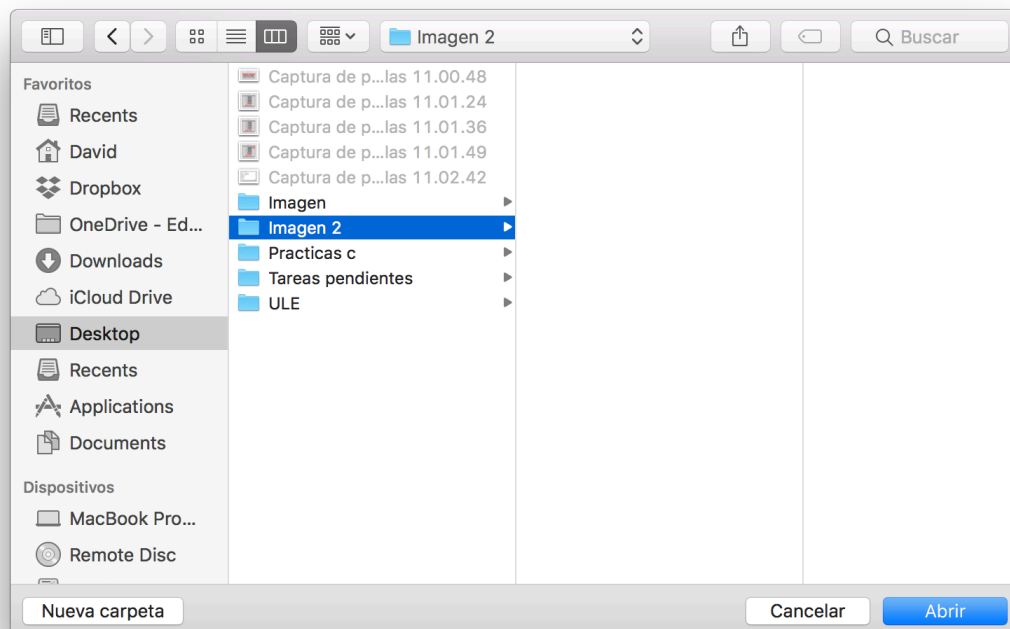 Imagen 2
Buscar
Favoritos
Recents
David
Dropbox
OneDrive - Ed...
Downloads
iCloud Drive
Desktop
Recents
Applications
Documents
Dispositivos
MacBook Pro...
Remote Disc
Captura de p...las 11.00.48
Captura de p...las 11.01.24
Captura de p...las 11.01.36
Captura de p...las 11.01.49
Captura de p...las 11.02.42
Imagen
Imagen 2
Practicas c
Tareas pendientes
ULE
Nueva carpeta
Cancelar
Abrir